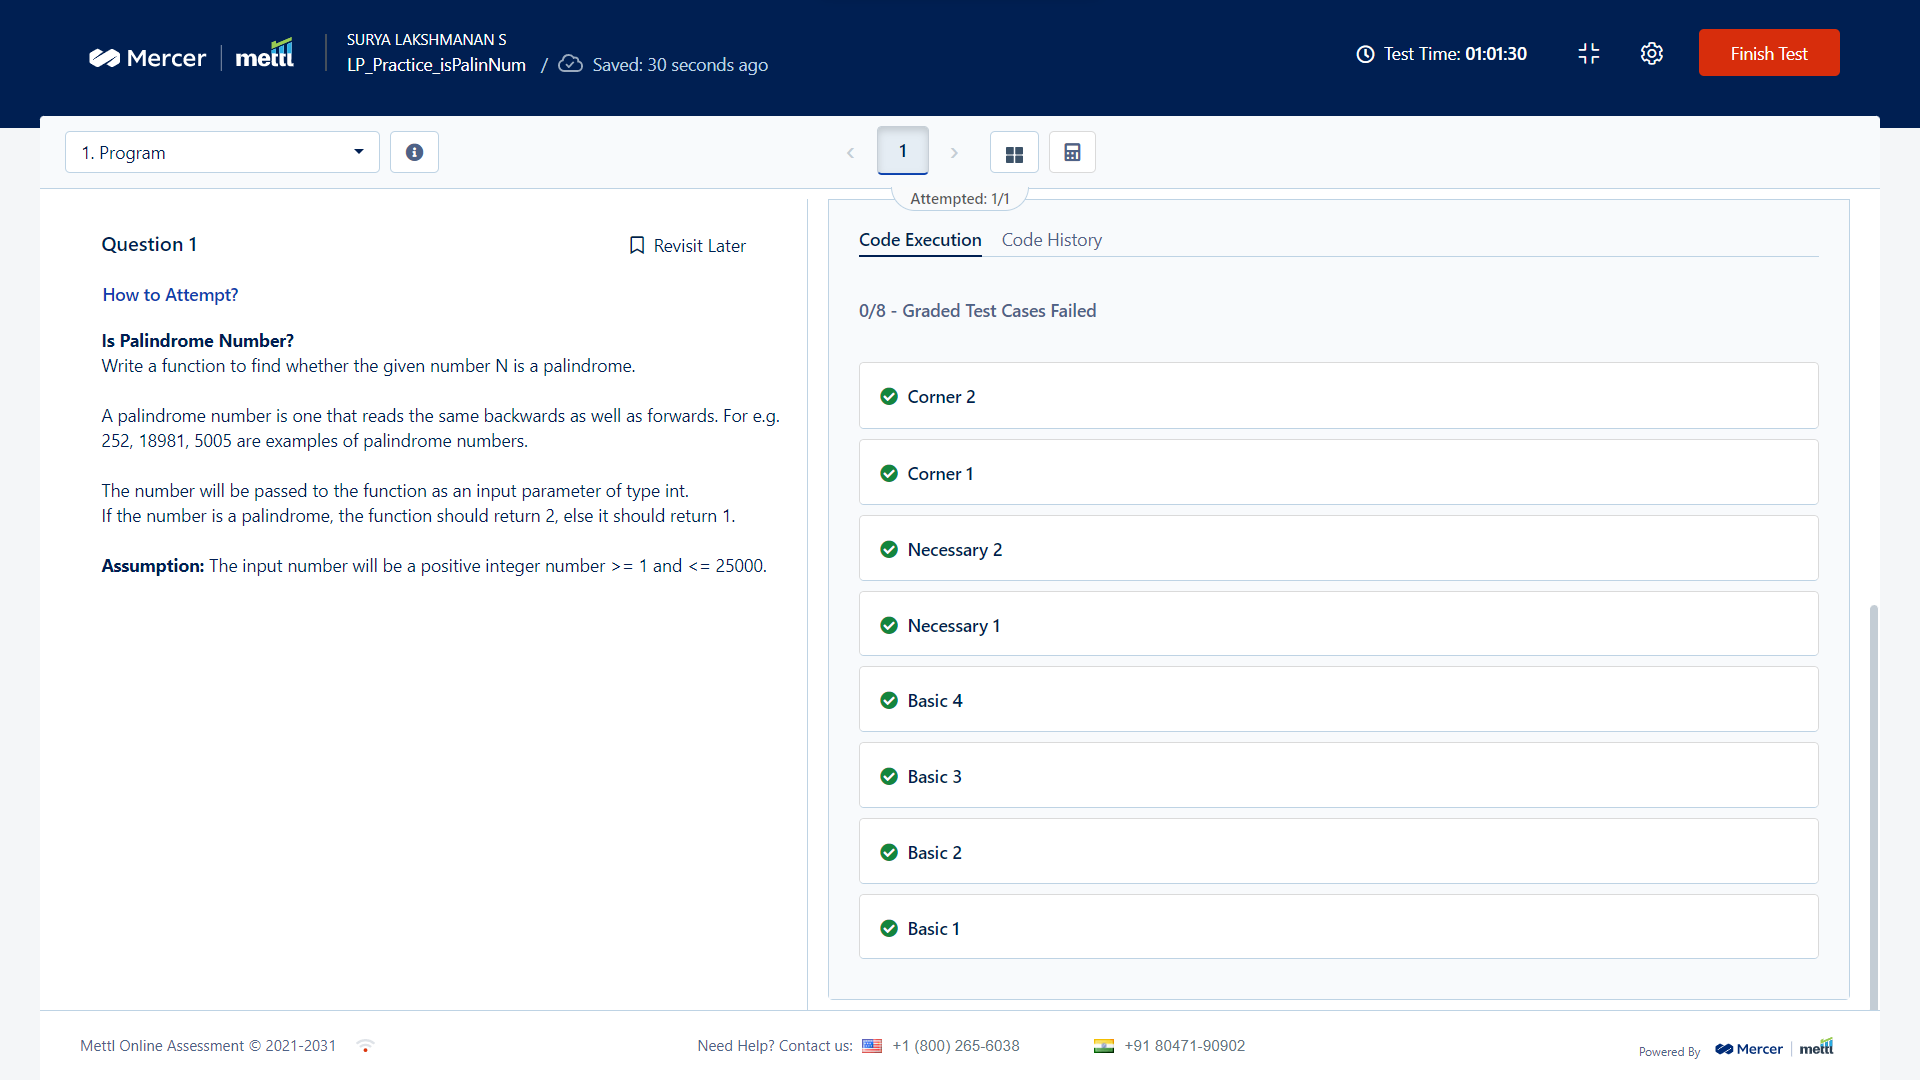 Mercer
mettl
SURYA LAKSHMANAN S
LP_Practice_isPalinNum / Saved: 30 seconds ago
Test Time: 01:01:30
Finish Test
1. Program
1
Attempted: 1/1
Question 1
Revisit Later
How to Attempt?
Is Palindrome Number?
Write a function to find whether the given number N is a palindrome.
A palindrome number is one that reads the same backwards as well as forwards. For e.g.
252, 18981, 5005 are examples of palindrome numbers.
The number will be passed to the function as an input parameter of type int.
If the number is a palindrome, the function should return 2, else it should return 1.
Assumption: The input number will be a positive integer number >= 1 and <= 25000.
Code Execution
Code History
0/8 - Graded Test Cases Failed
Corner 2
Corner 1
Necessary 2
Necessary 1
Basic 4
Basic 3
Basic 2
Basic 1
Mettl Online Assessment © 2021-2031
Need Help? Contact us: +1 (800) 265-6038
+91 80471-90902
Powered By Mercer mettl